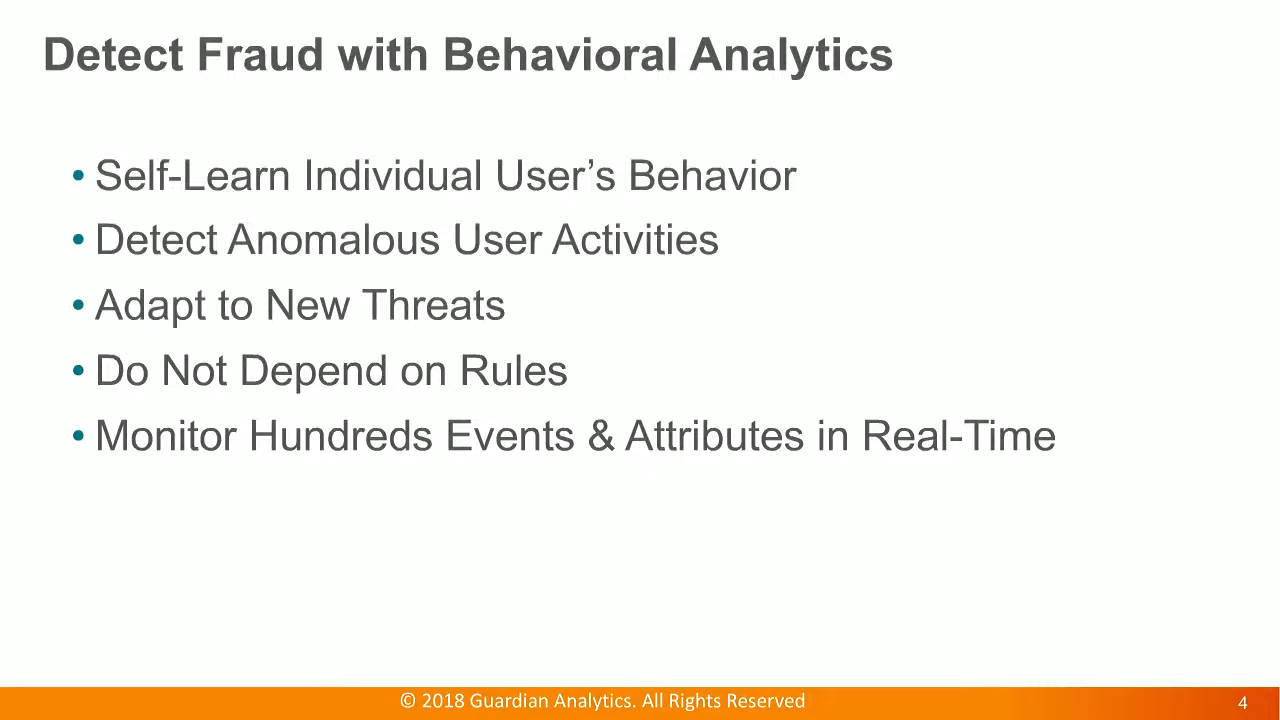 Detect Fraud with Behavioral Analytics
• Self-Learn Individual User’s Behavior
• Detect Anomalous User Activities
• Adapt to New Threats
• Do Not Depend on Rules
• Monitor Hundreds Events & Attributes in Real-Time
© 2018 Guardian Analytics. All Rights Reserved
4